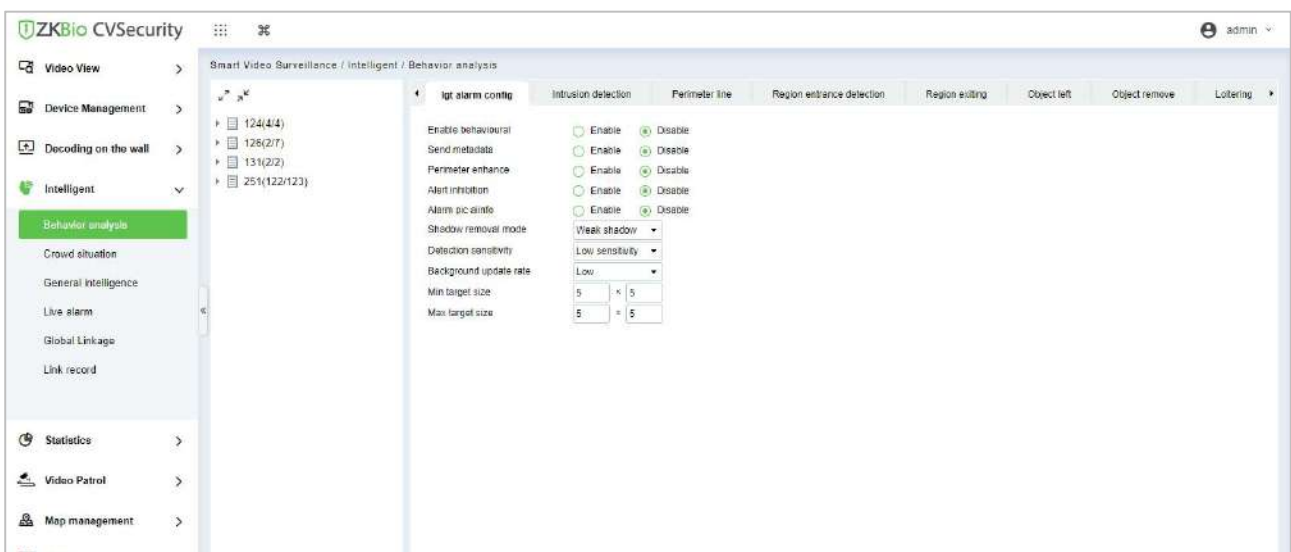 ZKBio CVSecurity
admin
Video View
Device Management
Decoding on the wall
Intelligent
Behavior analysis
Crowd situation
General intelligence
Live alarm
Global Linkage
Link record
Statistics
Video Patrol
Map management
Smart Video Surveillance / Intelligent / Behavior analysis
124(4/4)
126(2/7)
131(2/2)
251(122/123)
Igt alarm config Intrusion detection Perimeter line Region entrance detection Region exiting Object left Object remove Loitering
Enable behavioural Enable Disable
Send metadata Enable Disable
Perimeter enhance Enable Disable
Alert inhibition Enable Disable
Alarm pic aiinfo Enable Disable
Shadow removal mode Weak shadow
Detection sensitivity Low sensitivity
Background update rate Low
Min target size 5 × 5
Max target size 5 × 5